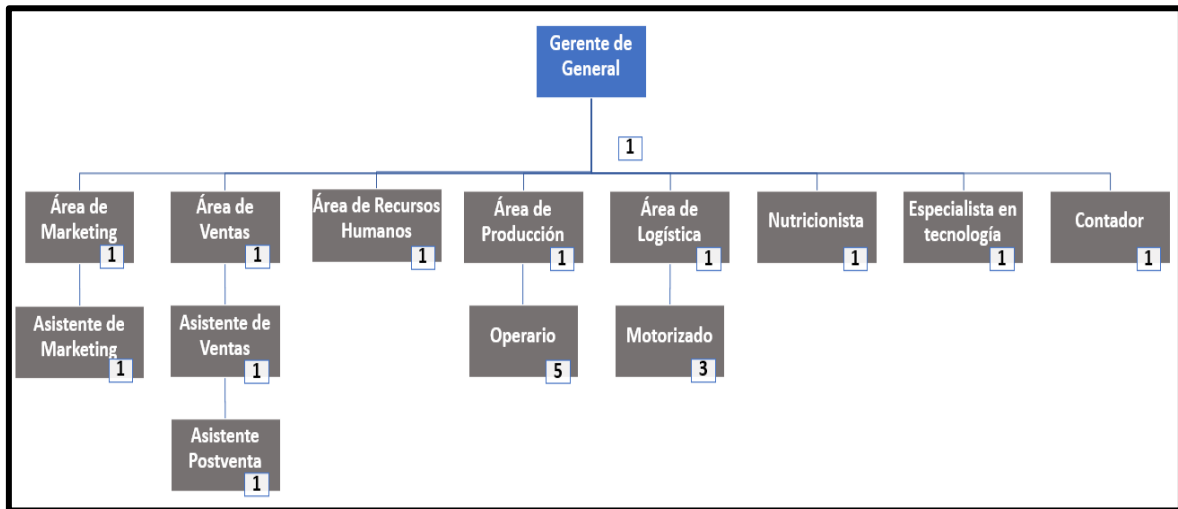 Gerente de
General
1
Área de
Marketing
1
Área de
Ventas
1
Área de Recursos
Humanos
1
Área de
Producción
1
Área de
Logística
1
Nutricionista
1
Especialista en
tecnología
1
Contador
1
Asistente de
Marketing
1
Asistente de
Ventas
1
Operario
5
Motorizado
3
Asistente
Postventa
1